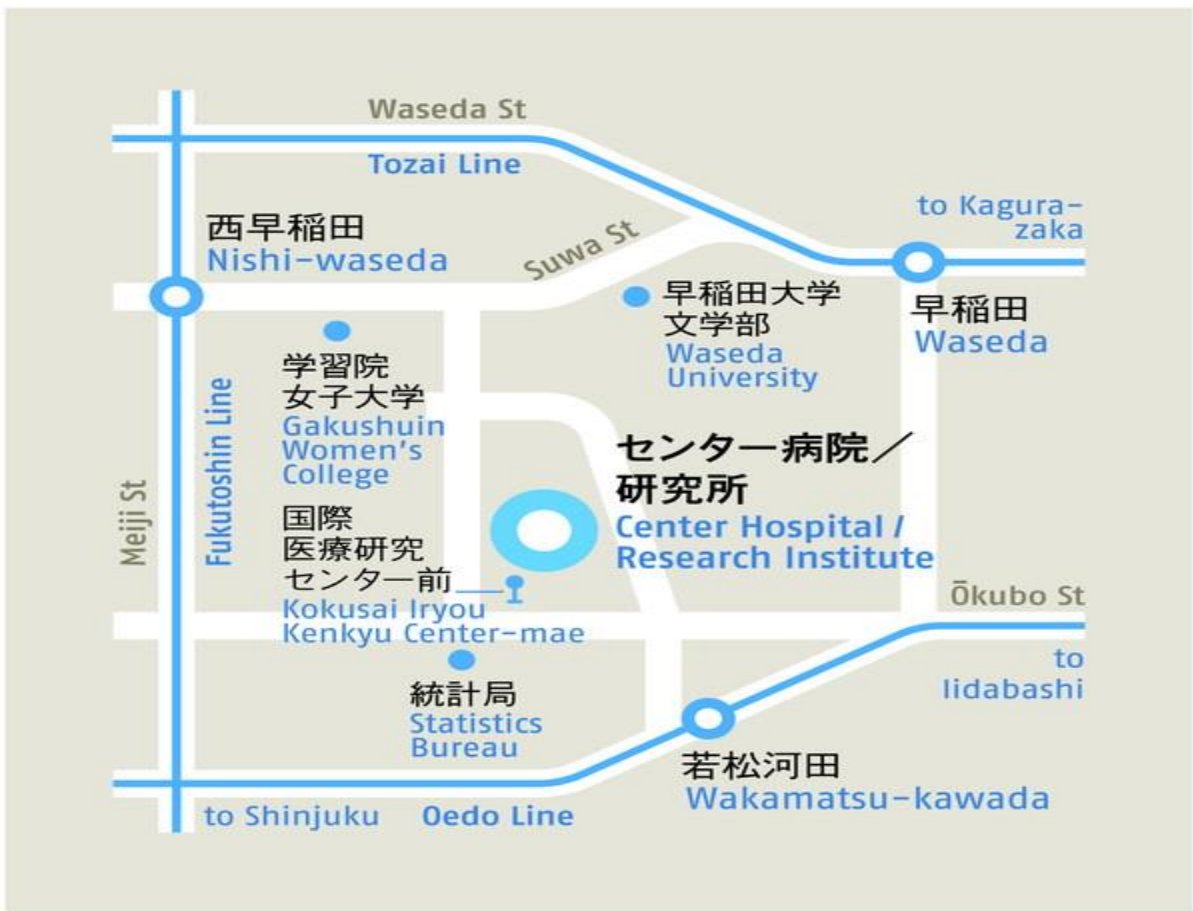 Waseda St
Tozai Line
西早稲田
Nishi-waseda
Suwa St
to Kagura-
zaka
早稲田
Waseda
早稲田大学
文学部
Waseda
University
学習院
女子大学
Gakushuin
Women's
College
Meiji St
Fukutoshin Line
センター病院／
研究所
Center Hospital /
Research Institute
国際
医療研究
センター前
Kokusai Iryou
Kenkyu Center-mae
Ōkubo St
to
Iidabashi
統計局
Statistics
Bureau
若松河田
Wakamatsu-kawada
to Shinjuku
Oedo Line